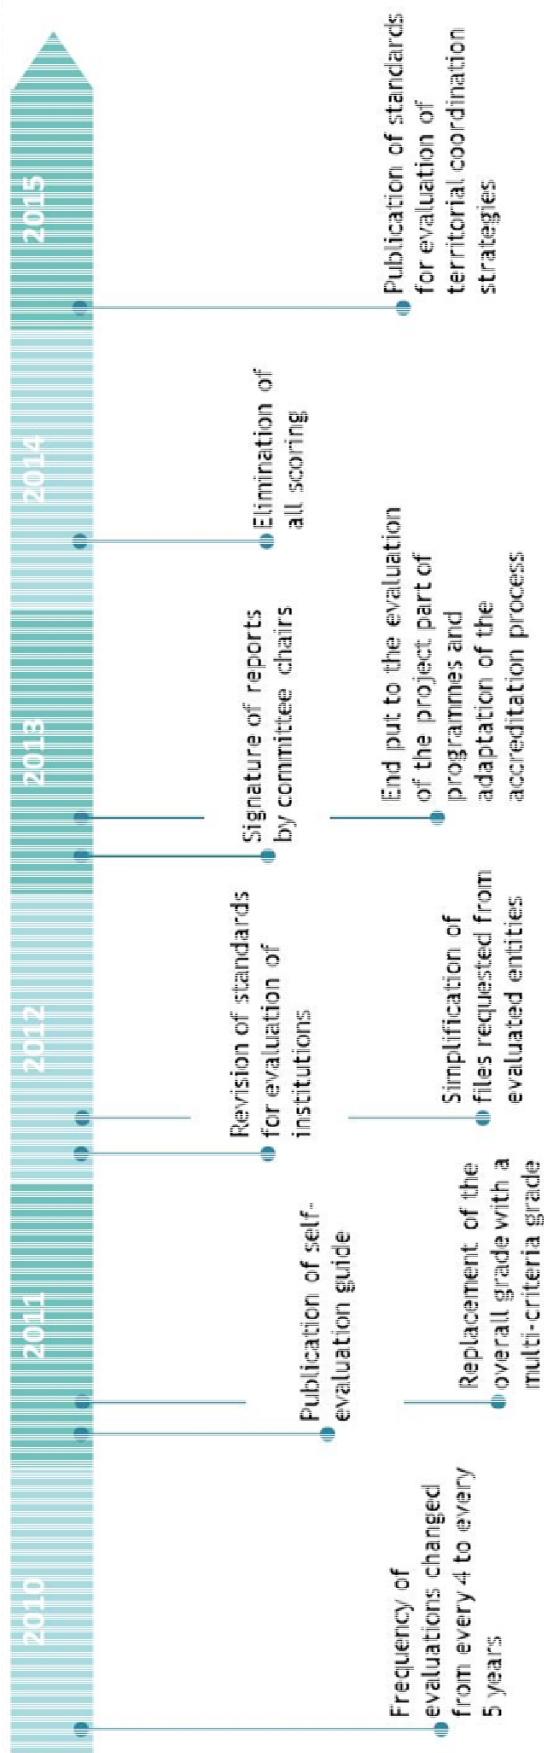 2010
2011
2012
2013
2014
2015
Frequency of
evaluations changed
from every 4 to every
5 years
Publication of self-
evaluation guide
Replacement of the
overall grade with a
multi-criteria grade
Revision of standards
for evaluation of
institutions
Simplification of
files requested from
evaluated entities
Signature of reports
by committee chairs
End put to the evaluation
of the project part of
programmes and
adaptation of the
accreditation process
Elimination of
all scoring
Publication of standards
for evaluation of
territorial coordination
strategies